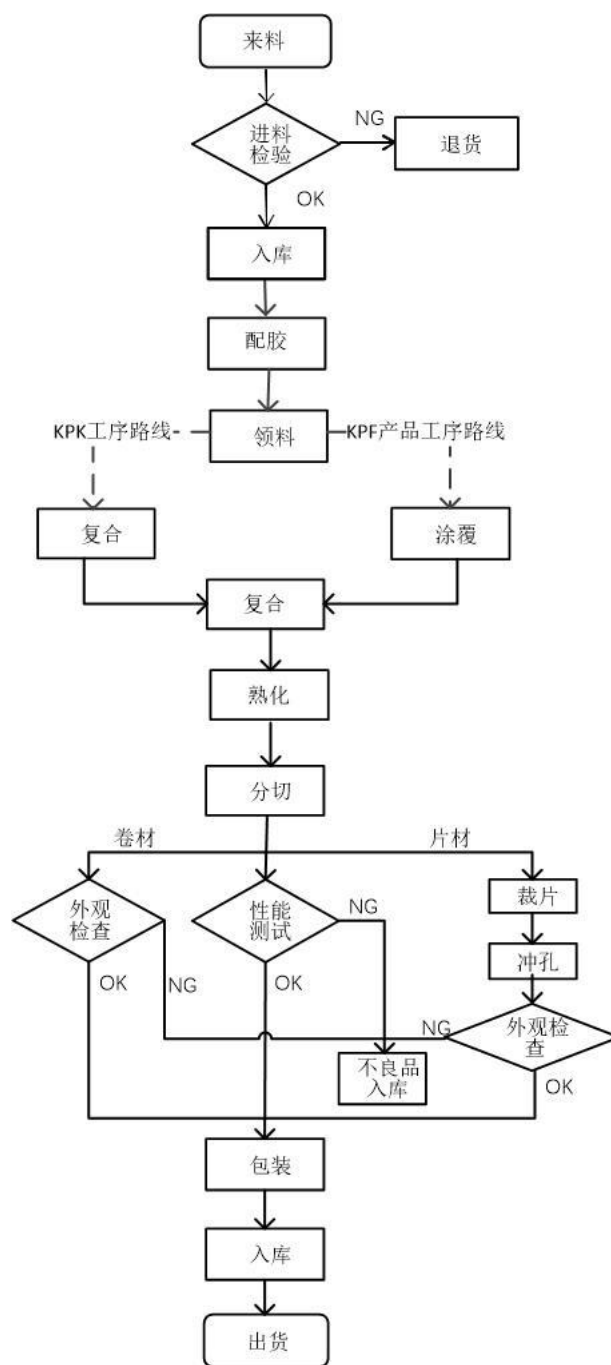 来料
NG
进料
检验
退货
OK
入库
配胶
KPK工序路线-
领料
KPF产品工序路线
复合
涂覆
复合
熟化
分切
卷材
片材
外观
检查
性能
测试
NG
裁片
冲孔
OK
NG
OK
NG
外观检
查
不良品
入库
OK
包装
入库
出货